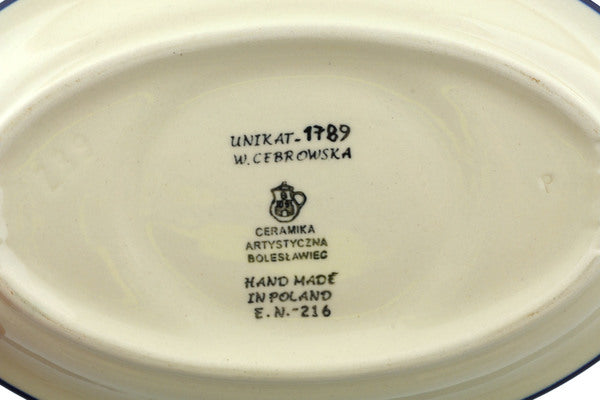 UNIKAT-1789
W.CEBROWSKA
CERAMIKA
ARTYSTYCZNA
BOLESŁAWIEC
HAND MADE
IN POLAND
E.N.-216
P